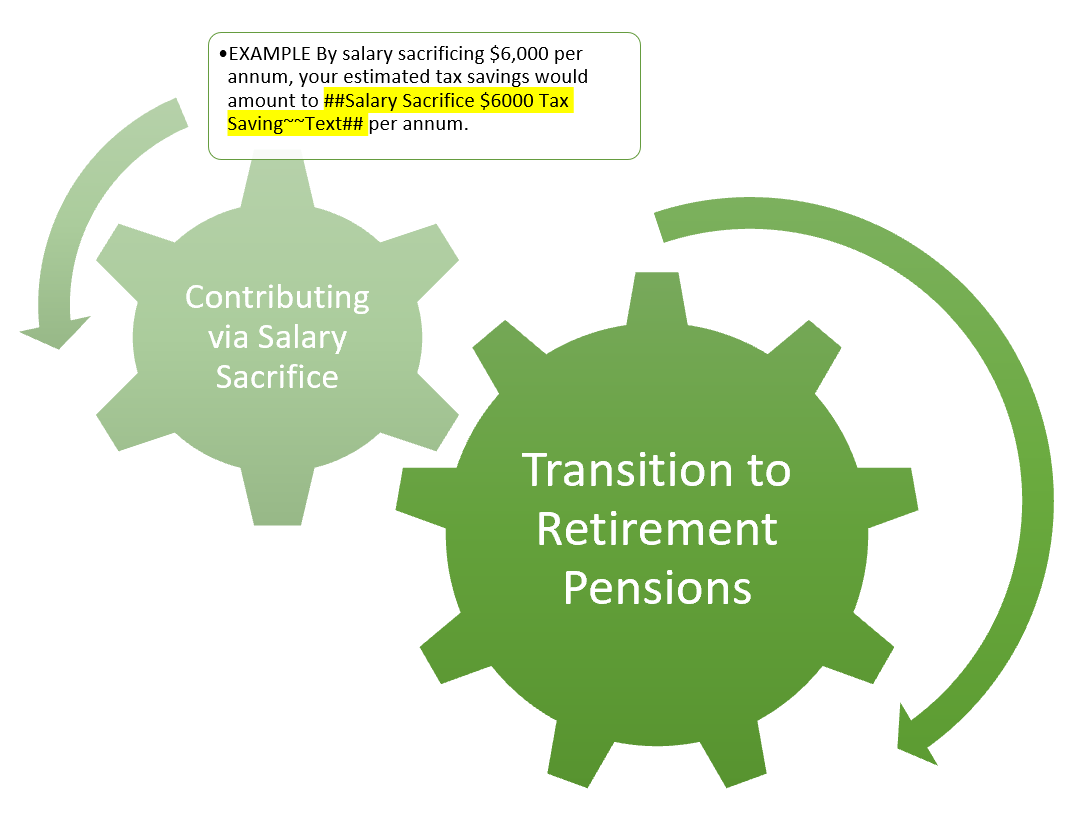 •EXAMPLE By salary sacrificing $6,000 per
annum, your estimated tax savings would
amount to ##Salary Sacrifice $6000 Tax
Saving~~Text## per annum.
Contributing
via Salary
Sacrifice
Transition to
Retirement
Pensions